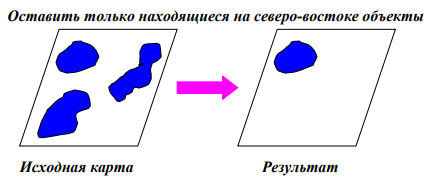 Оставить только находящиеся на северо-востоке объекты
Исходная карта
Результат